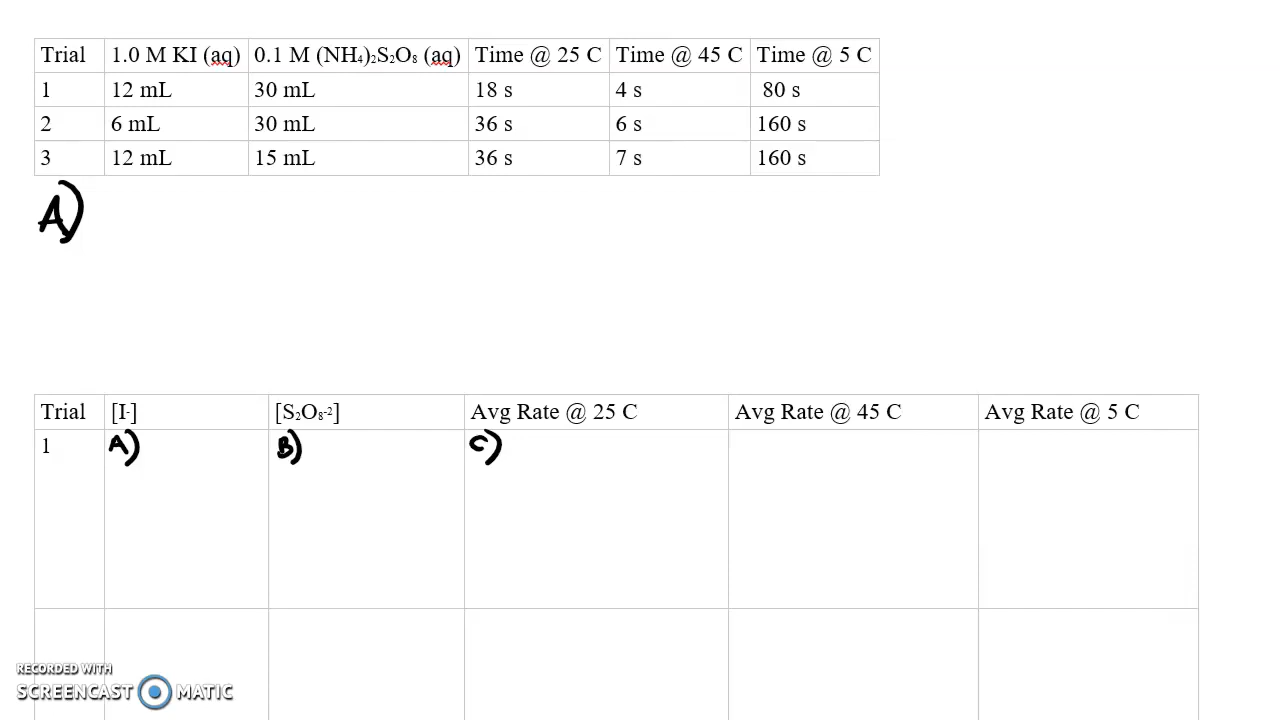 Trial 1.0 M KI (aq) 0.1 M (NH₄)₂S₂O₈ (aq) Time @ 25 C Time @ 45 C Time @ 5 C
1 12 mL 30 mL 18 s 4 s 80 s
2 6 mL 30 mL 36 s 6 s 160 s
3 12 mL 15 mL 36 s 7 s 160 s
A)
Trial [I-] [S₂O₈-2] Avg Rate @ 25 C Avg Rate @ 45 C Avg Rate @ 5 C
1 A) B) C)
RECORDED WITH
SCREENCAST MATIC